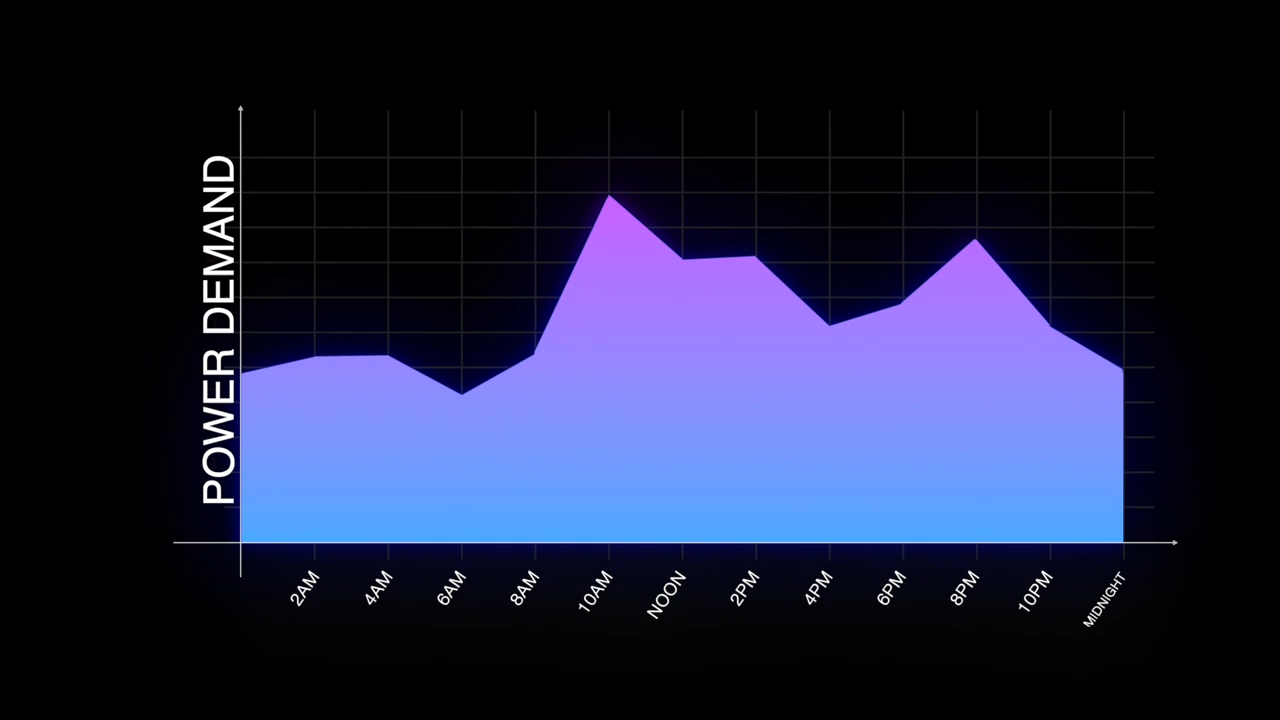 POWER DEMAND
2AM
4AM
6AM
8AM
10AM
NOON
2PM
4PM
6PM
8PM
10PM
MIDNIGHT